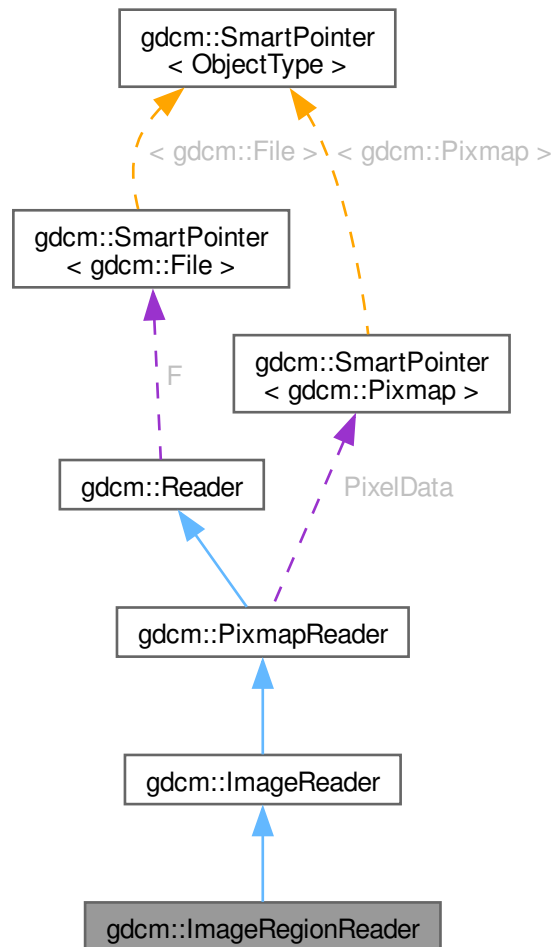 gdcm::SmartPointer
< ObjectType >
< gdcm::File >
< gdcm::Pixmap >
gdcm::SmartPointer
< gdcm::File >
gdcm::SmartPointer
< gdcm::Pixmap >
F
gdcm::Reader
PixelData
gdcm::PixmapReader
gdcm::ImageReader
gdcm::ImageRegionReader